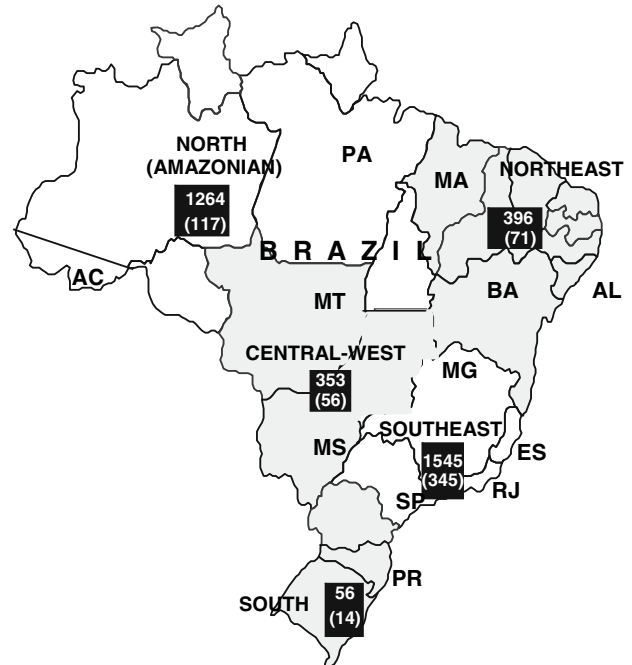 NORTH
(AMAZONIAN)
1264
(117)
PA
MA
NORTHEAST
396
(71)
BRAZIL
AC
MT
BA
AL
CENTRAL-WEST
353
(56)
MG
SOUTHEAST
MS
1545
(345)
ES
RJ
SP
PR
SOUTH
56
(14)